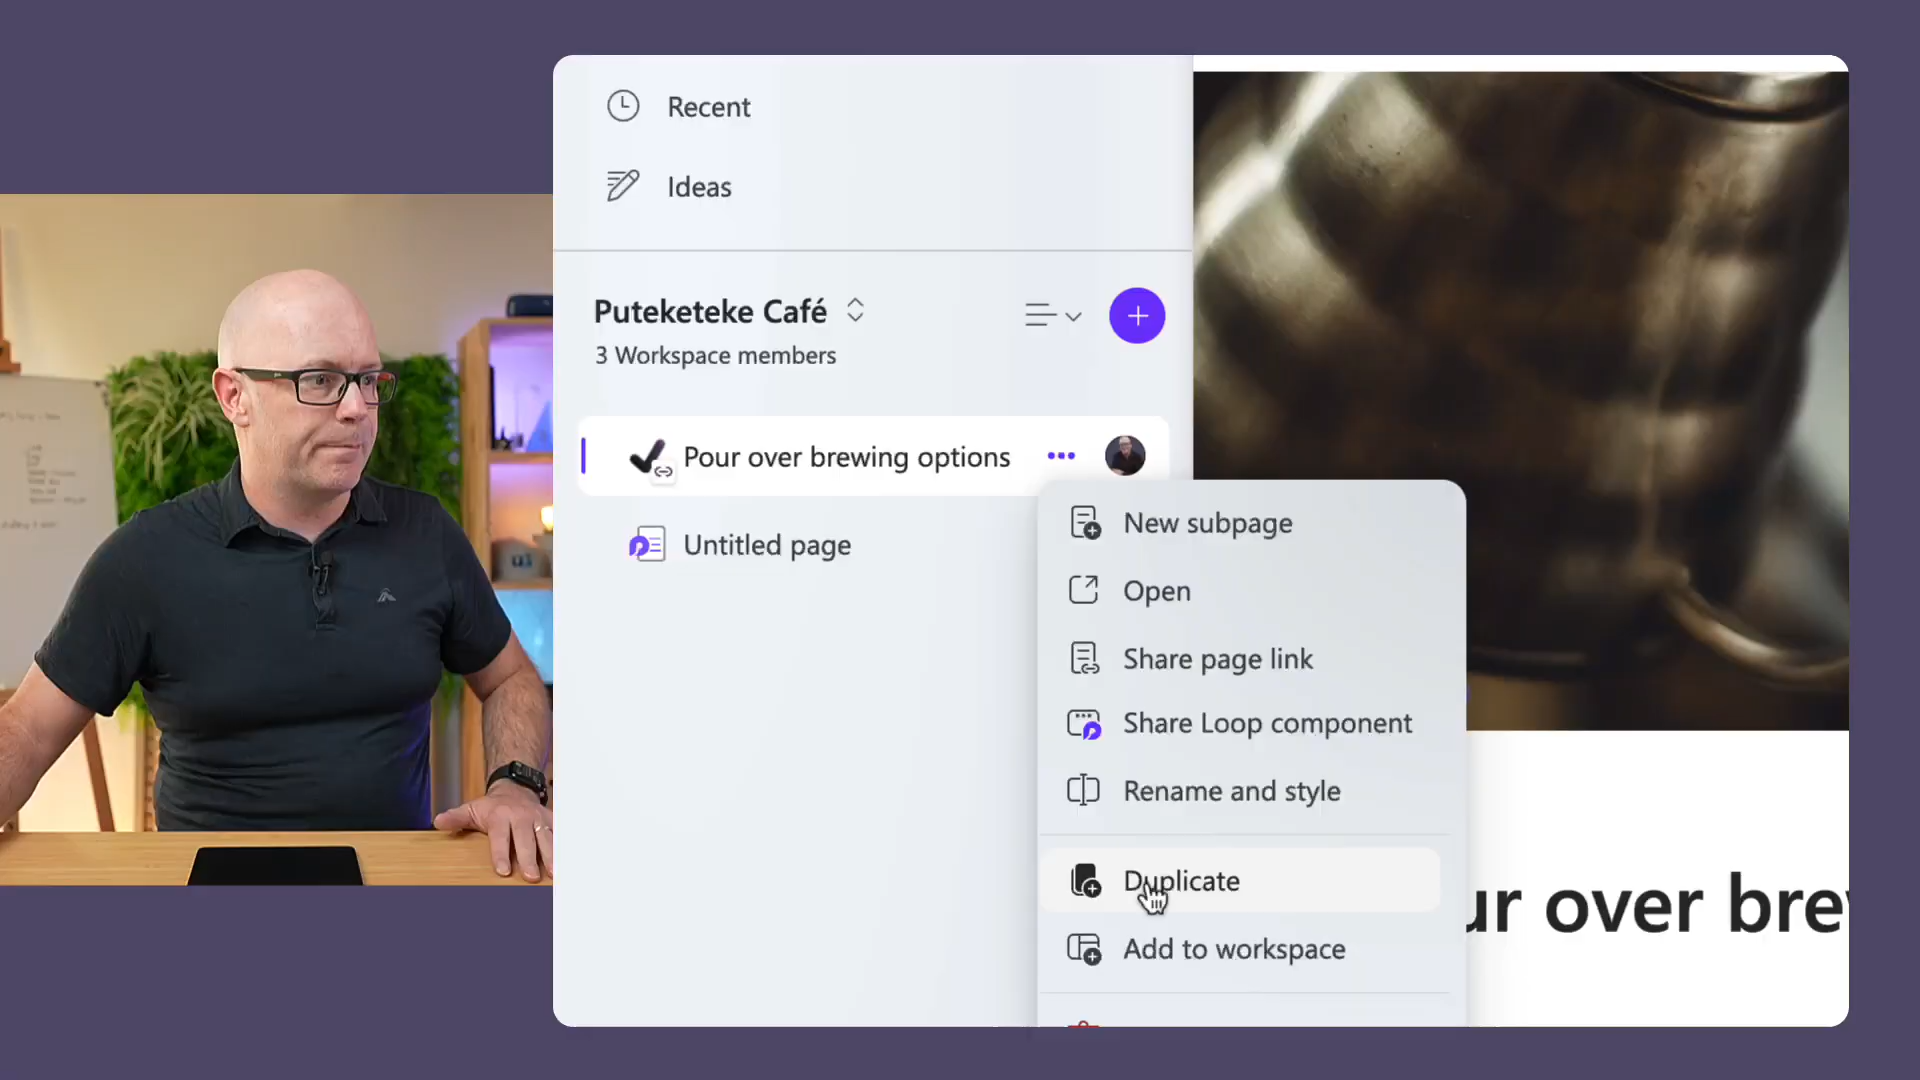 Recent
Ideas
Puteketeke Café
3 Workspace members
Pour over brewing options
Untitled page
New subpage
Open
Share page link
Share Loop component
Rename and style
Duplicate
Add to workspace
ur over brew